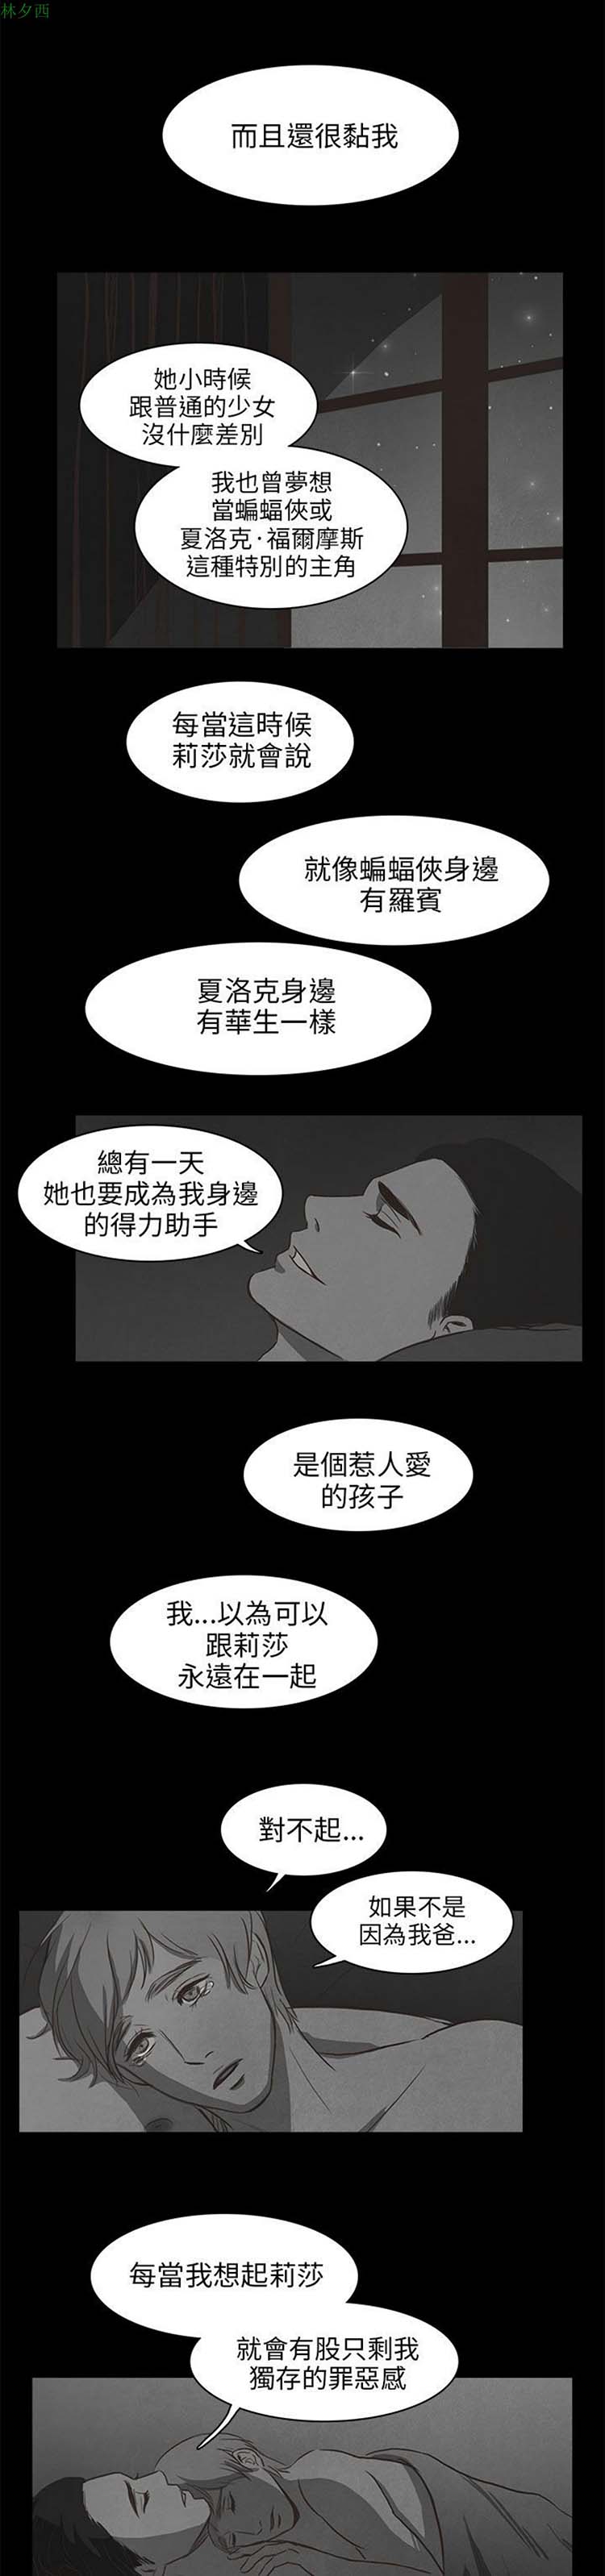 林夕西
而且還很黏我
她小時候
跟普通的少女
沒什麼差別
我也曾夢想
當蝙蝠俠或
夏洛克·福爾摩斯
這種特別的主角
每當這時候
莉莎就會說
就像蝙蝠俠身邊
有羅賓
夏洛克身邊
有華生一樣
總有一天
她也要成為我身邊
的得力助手
是個惹人愛
的孩子
我...以為可以
跟莉莎
永遠在一起
對不起...
如果不是
因為我爸...
每當我想起莉莎
就會有股只剩我
獨存的罪惡感